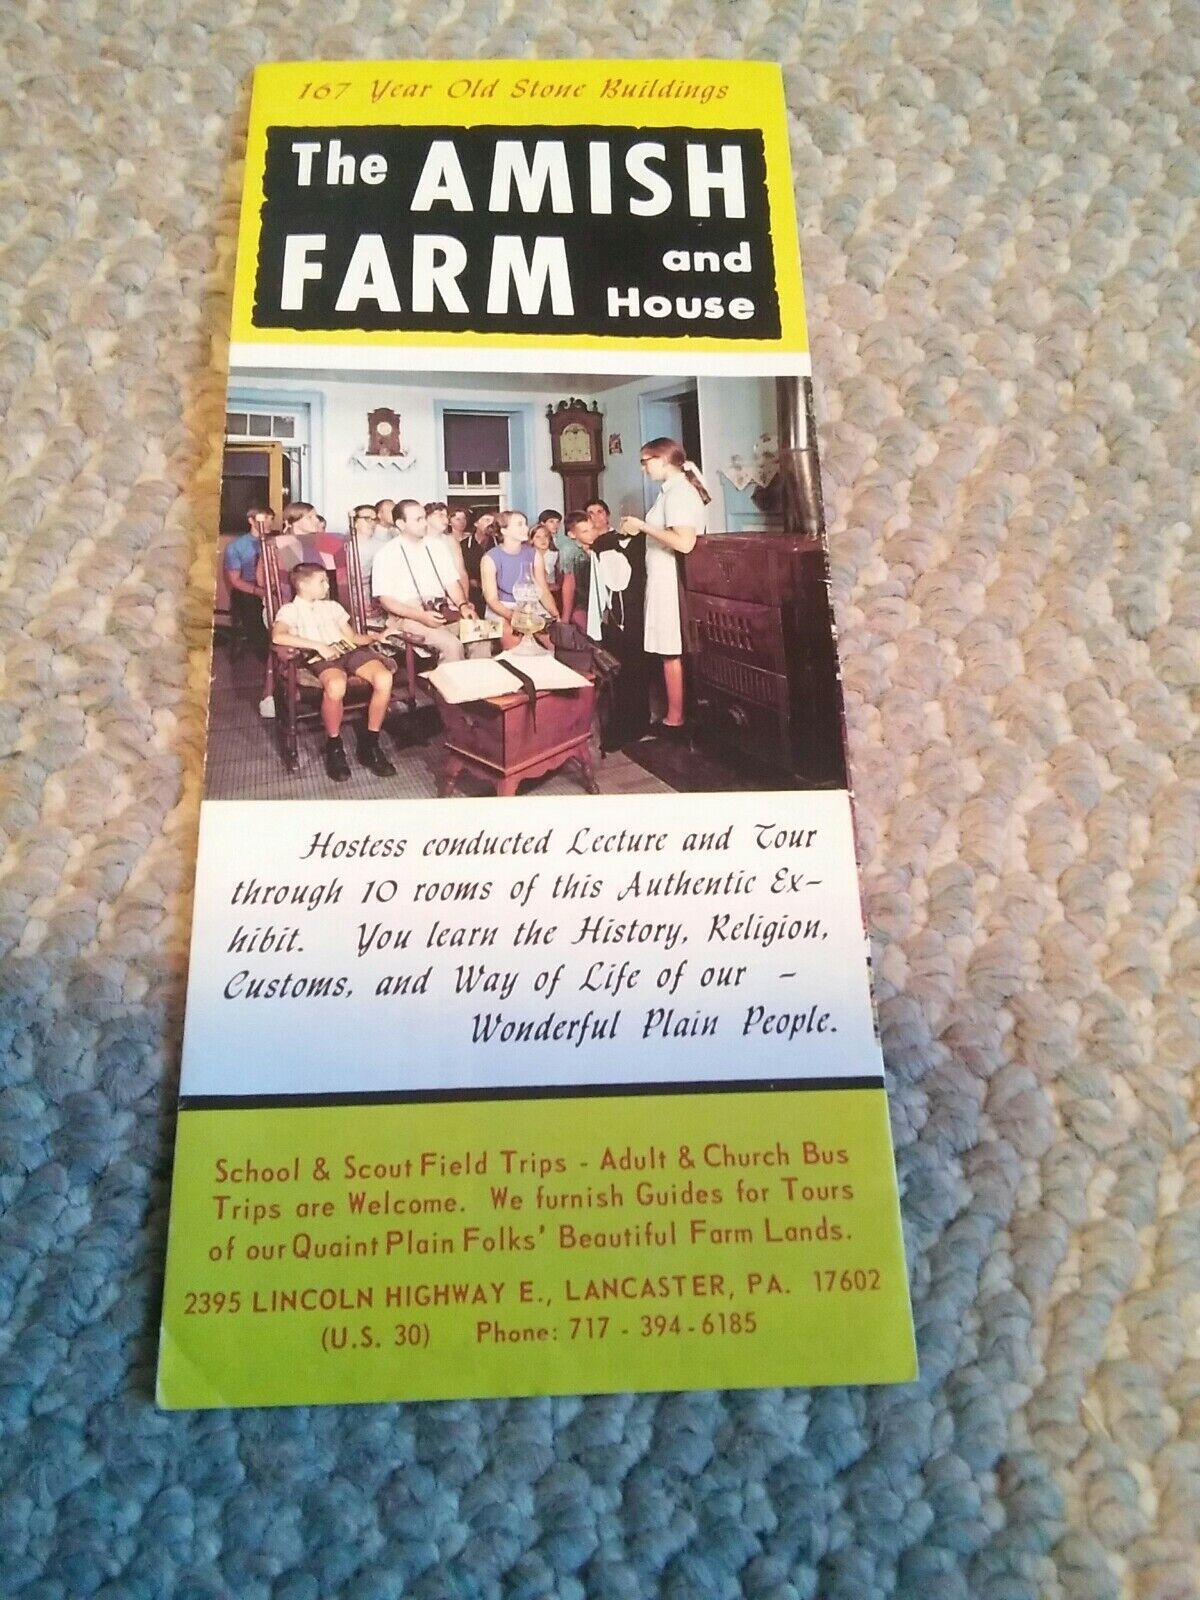 167 Year Old Stone Buildings
The AMISH
FARM and
House
Hostess conducted Lecture and Tour
through 10 rooms of this Authentic Ex-
hibit. You learn the History, Religion,
Customs, and Way of Life of our -
Wonderful Plain People.
School & Scout Field Trips - Adult & Church Bus
Trips are Welcome. We furnish Guides for Tours
of our Quaint Plain Folks' Beautiful Farm Lands.
2395 LINCOLN HIGHWAY E., LANCASTER, PA. 17602
(U.S. 30) Phone: 717 - 394-6185